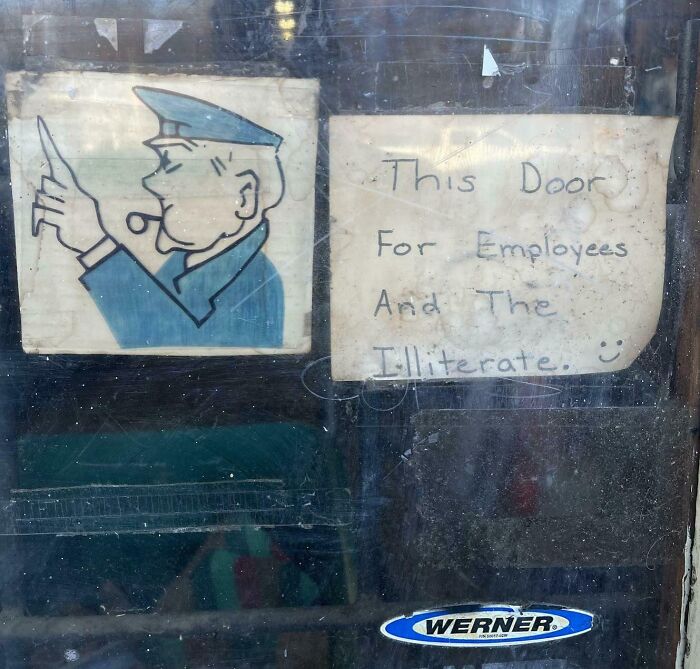 This Door
For Employees
And The
Illiterate. :)
WERNER®